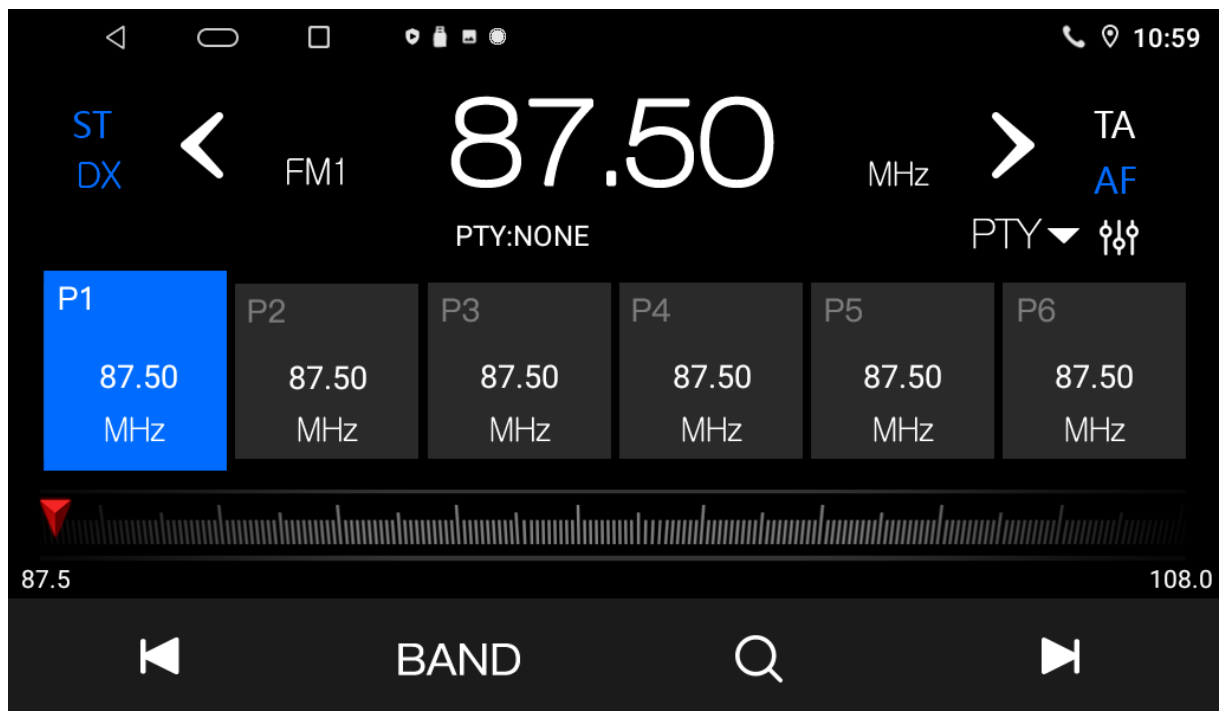 10:59
ST
DX
FM1
87.50
MHz
TA
AF
PTY:NONE
PTY
P1
87.50
MHz
P2
87.50
MHz
P3
87.50
MHz
P4
87.50
MHz
P5
87.50
MHz
P6
87.50
MHz
87.5
108.0
BAND